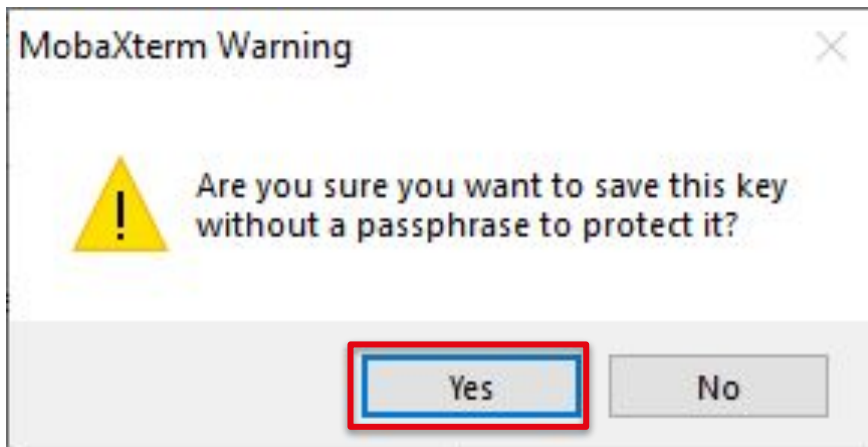 MobaXterm Warning
Are you sure you want to save this key
without a passphrase to protect it?
Yes No